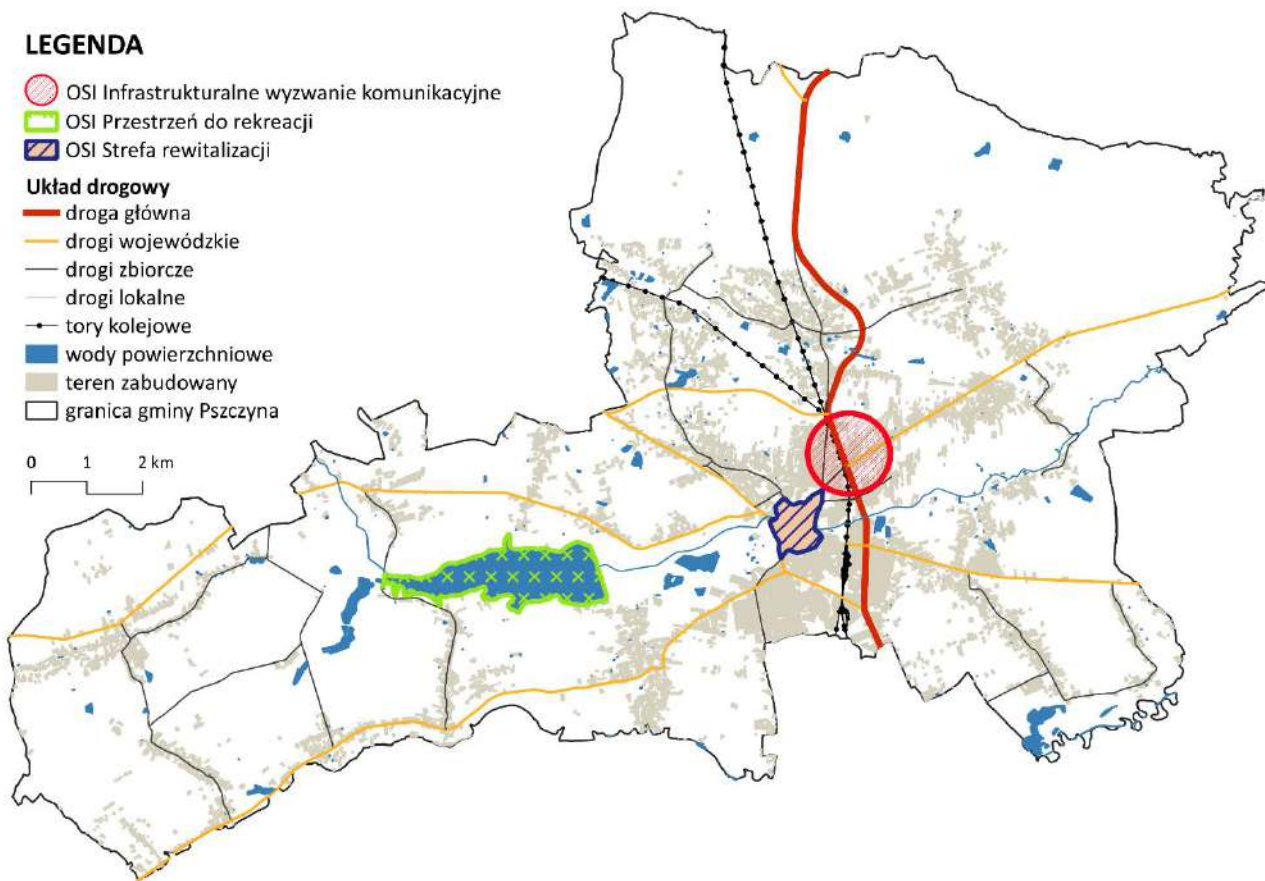 LEGENDA
OSI Infrastrukturalne wyzwanie komunikacyjne
OSI Przestrzeń do rekreacji
OSI Strefa rewitalizacji
Układ drogowy
droga główna
drogi wojewódzkie
drogi zbiorcze
drogi lokalne
tory kolejowe
wody powierzchniowe
teren zabudowany
granica gminy Pszczyna
0 1 2 km